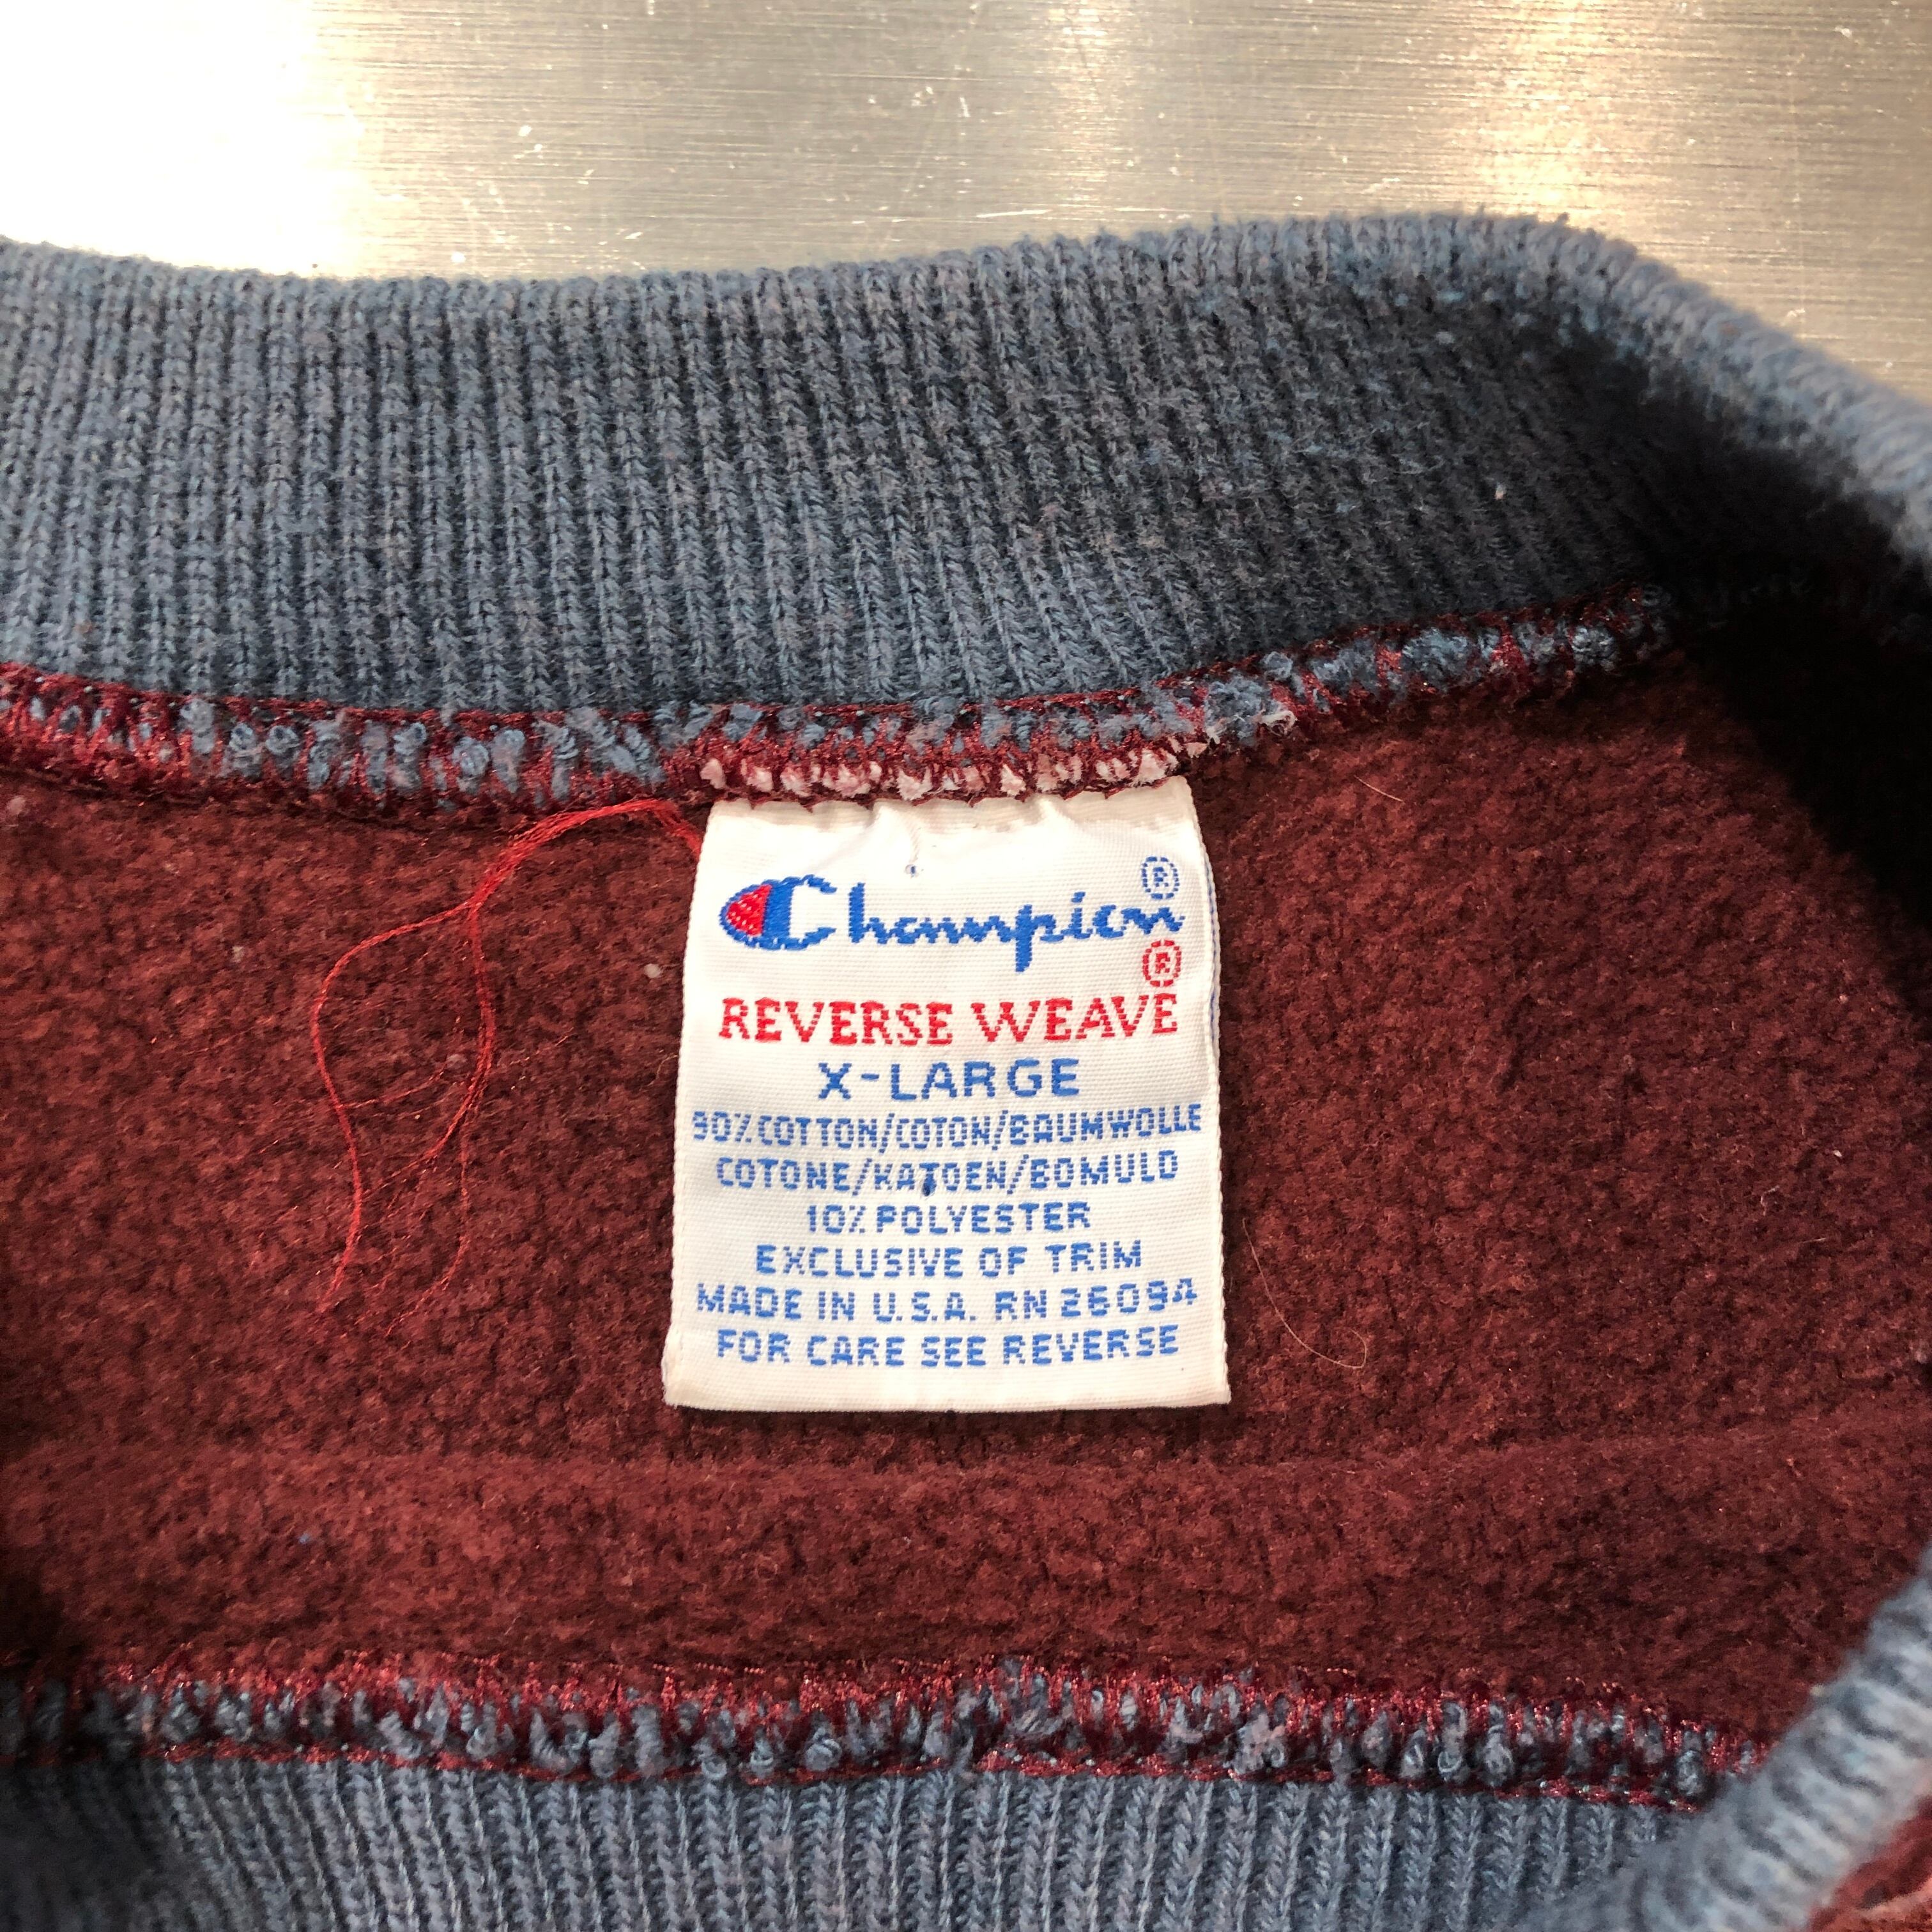 Champion®
®
REVERSE WEAVE
X-LARGE
90% COTTON/COTON/BAUMWOLLE
COTONE/KATOEN/BOMULD
10% POLYESTER
EXCLUSIVE OF TRIM
MADE IN U.S.A. RN 26094
FOR CARE SEE REVERSE